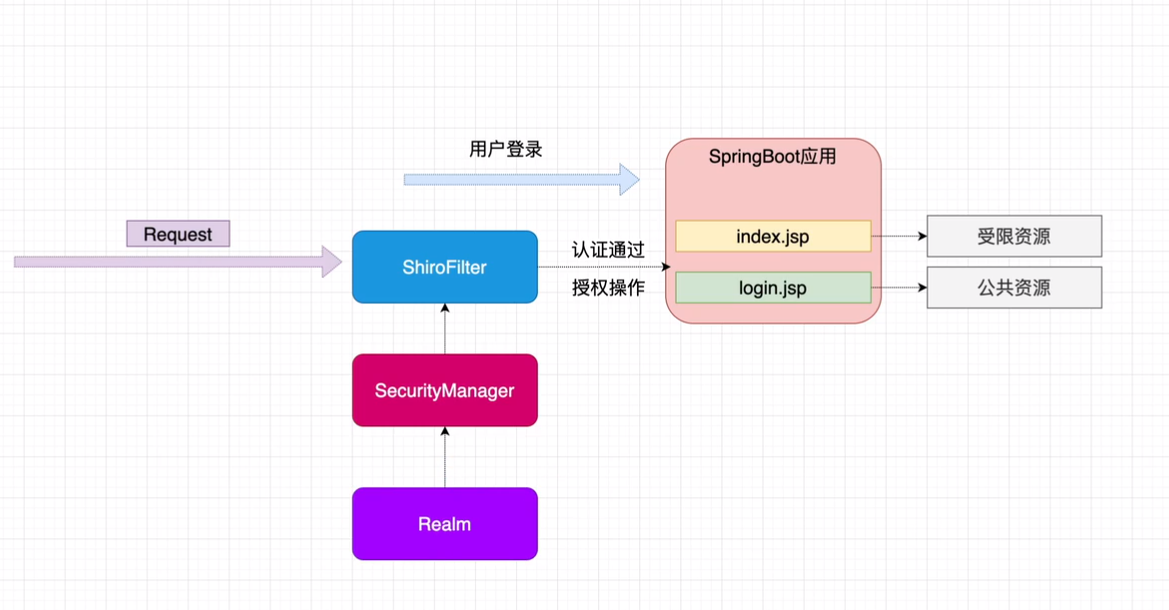 用户登录
SpringBoot应用
Request
index.jsp
受限资源
认证通过
ShiroFilter
授权操作
login.jsp
公共资源
SecurityManager
Realm